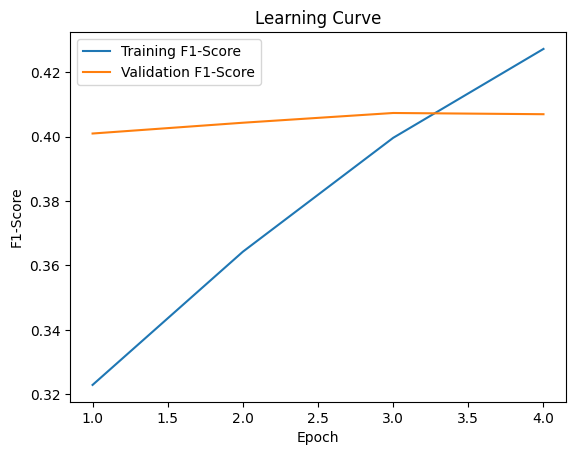 Learning Curve
Training F1-Score
Validation F1-Score
F1-Score
0.42
0.40
0.38
0.36
0.34
0.32
1.0 1.5 2.0 2.5 3.0 3.5 4.0
Epoch